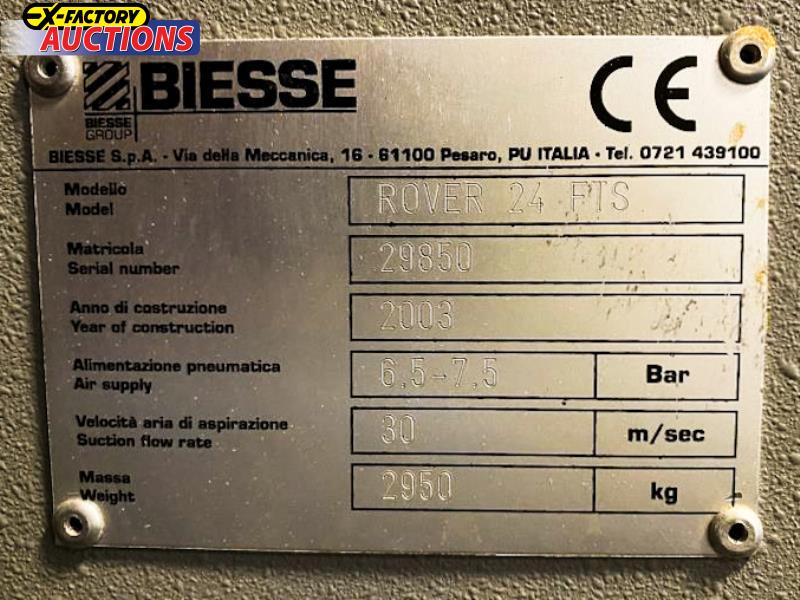 X-FACTORY
AUCTIONS
BIESSE CE
BIESSE
GROUP
BIESSE S.p.A. - Via della Meccanica, 16 - 61100 Pesaro, PU ITALIA - Tel. 0721 439100
Modello
Model
ROVER 24 FTS
Matricola
Serial number
29850
Anno di costruzione
Year of construction
2003
Alimentazione pneumatica
Air supply
6,5-7,5 Bar
Velocità aria di aspirazione
Suction flow rate
30 m/sec
Massa
Weight
2950 kg